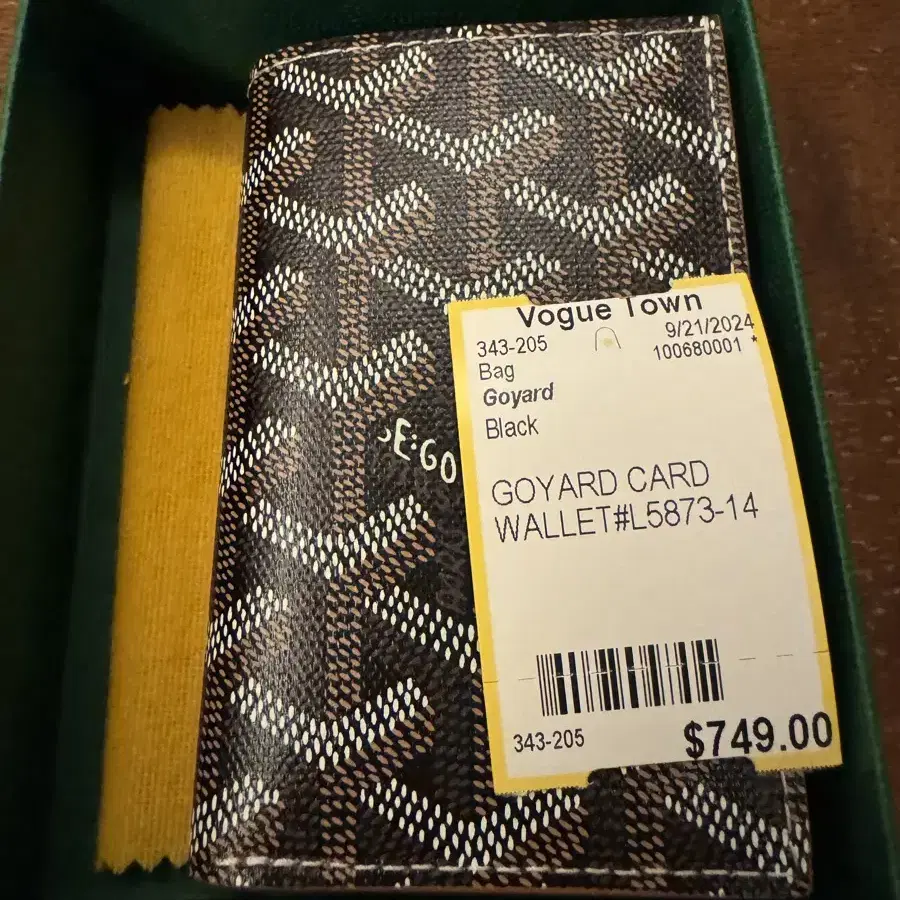 Vogue Town
343-205 9/21/2024
100680001 *
Bag
Goyard
Black
GOYARD CARD
WALLET#L5873-14
343-205 $749.00
E:GO